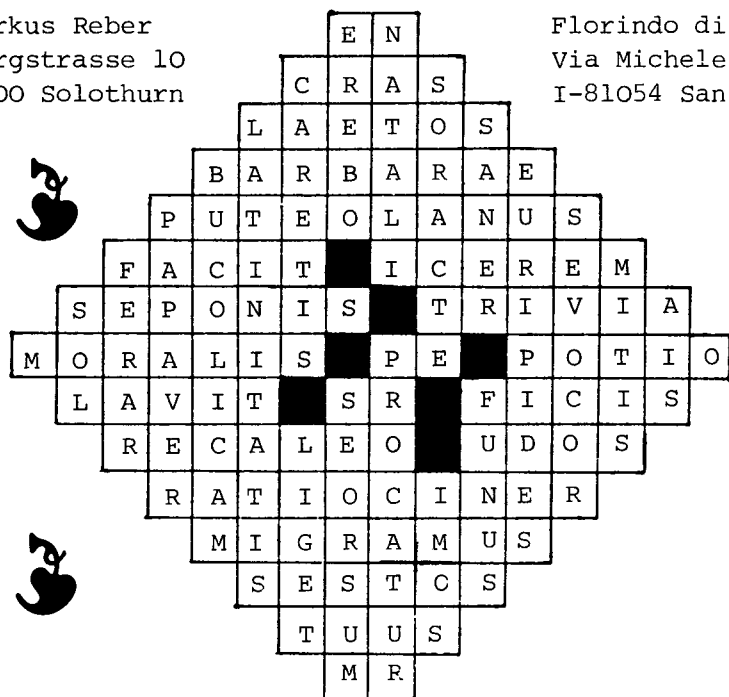 rkus Reber
rgstrasse 10
00 Solothurn
Florindo di
Via Michele
I-81054 San
E N
C R A S
L A E T O S
B A R B A R A E
P U T E O L A N U S
F A C I T I C E R E M
S E P O N I S T R I V I A
M O R A L I S P E P O T I O
L A V I T S R F I C I S
R E C A L E O U D O S
R A T I O C I N E R
M I G R A M U S
S E S T O S
T U U S
M R